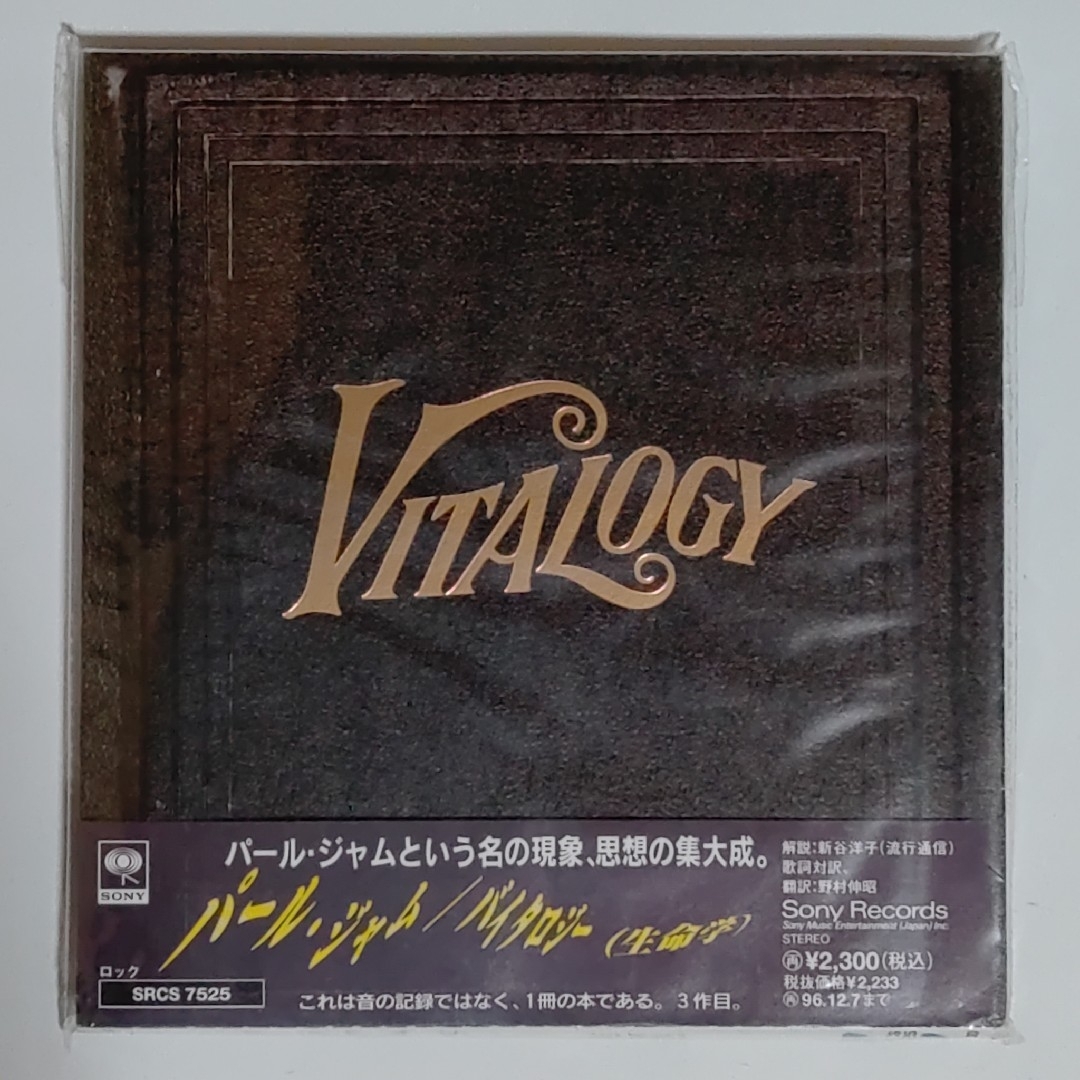 VITALOGY
パール・ジャムという名の現象、思想の集大成。
パール・ジャム/バイタロジー(生命学)
これは音の記録ではなく、1冊の本である。3作目。
SONY
ロック
SRCS 7525
解説:新谷洋子(流行通信)
歌詞対訳、
翻訳:野村伸昭
Sony Records
Sony Music Entertainment (Japan) Inc.
STEREO
再¥2,300(税込)
税抜価格¥2,233
再96.12.7まで